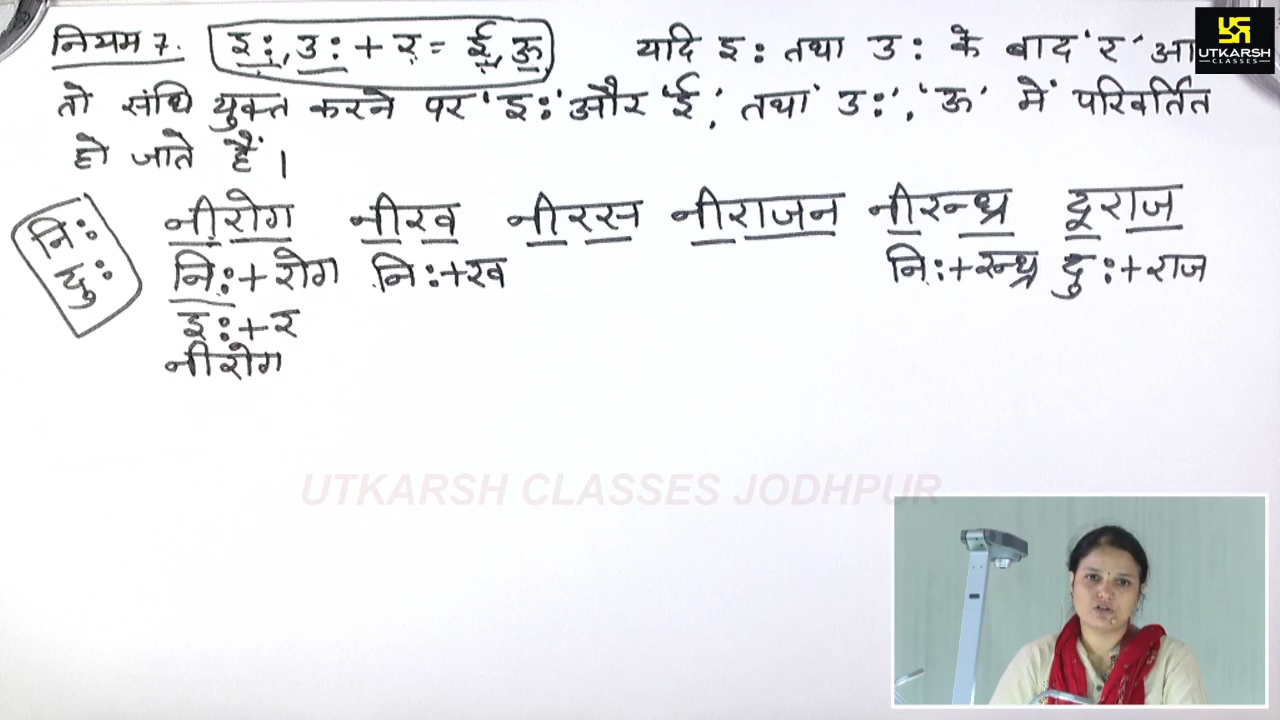 नियम 7. इः, उः + र = ई, ऊ यदि इः तथा उः के बाद 'र' आ
UTKARSH CLASSES
तो संधि युक्त करने पर 'इः' और 'ई', तथा 'उः', 'ऊ' में परिवर्तित
हो जाते हैं।
निः नीरोग नीरव नीरस नीराजन नीरन्ध्र दूराज
दुः निः+रोग निः+रव निः+रन्ध्र दुः+राज
इः+र
नीरोग
UTKARSH CLASSES JODHPUR